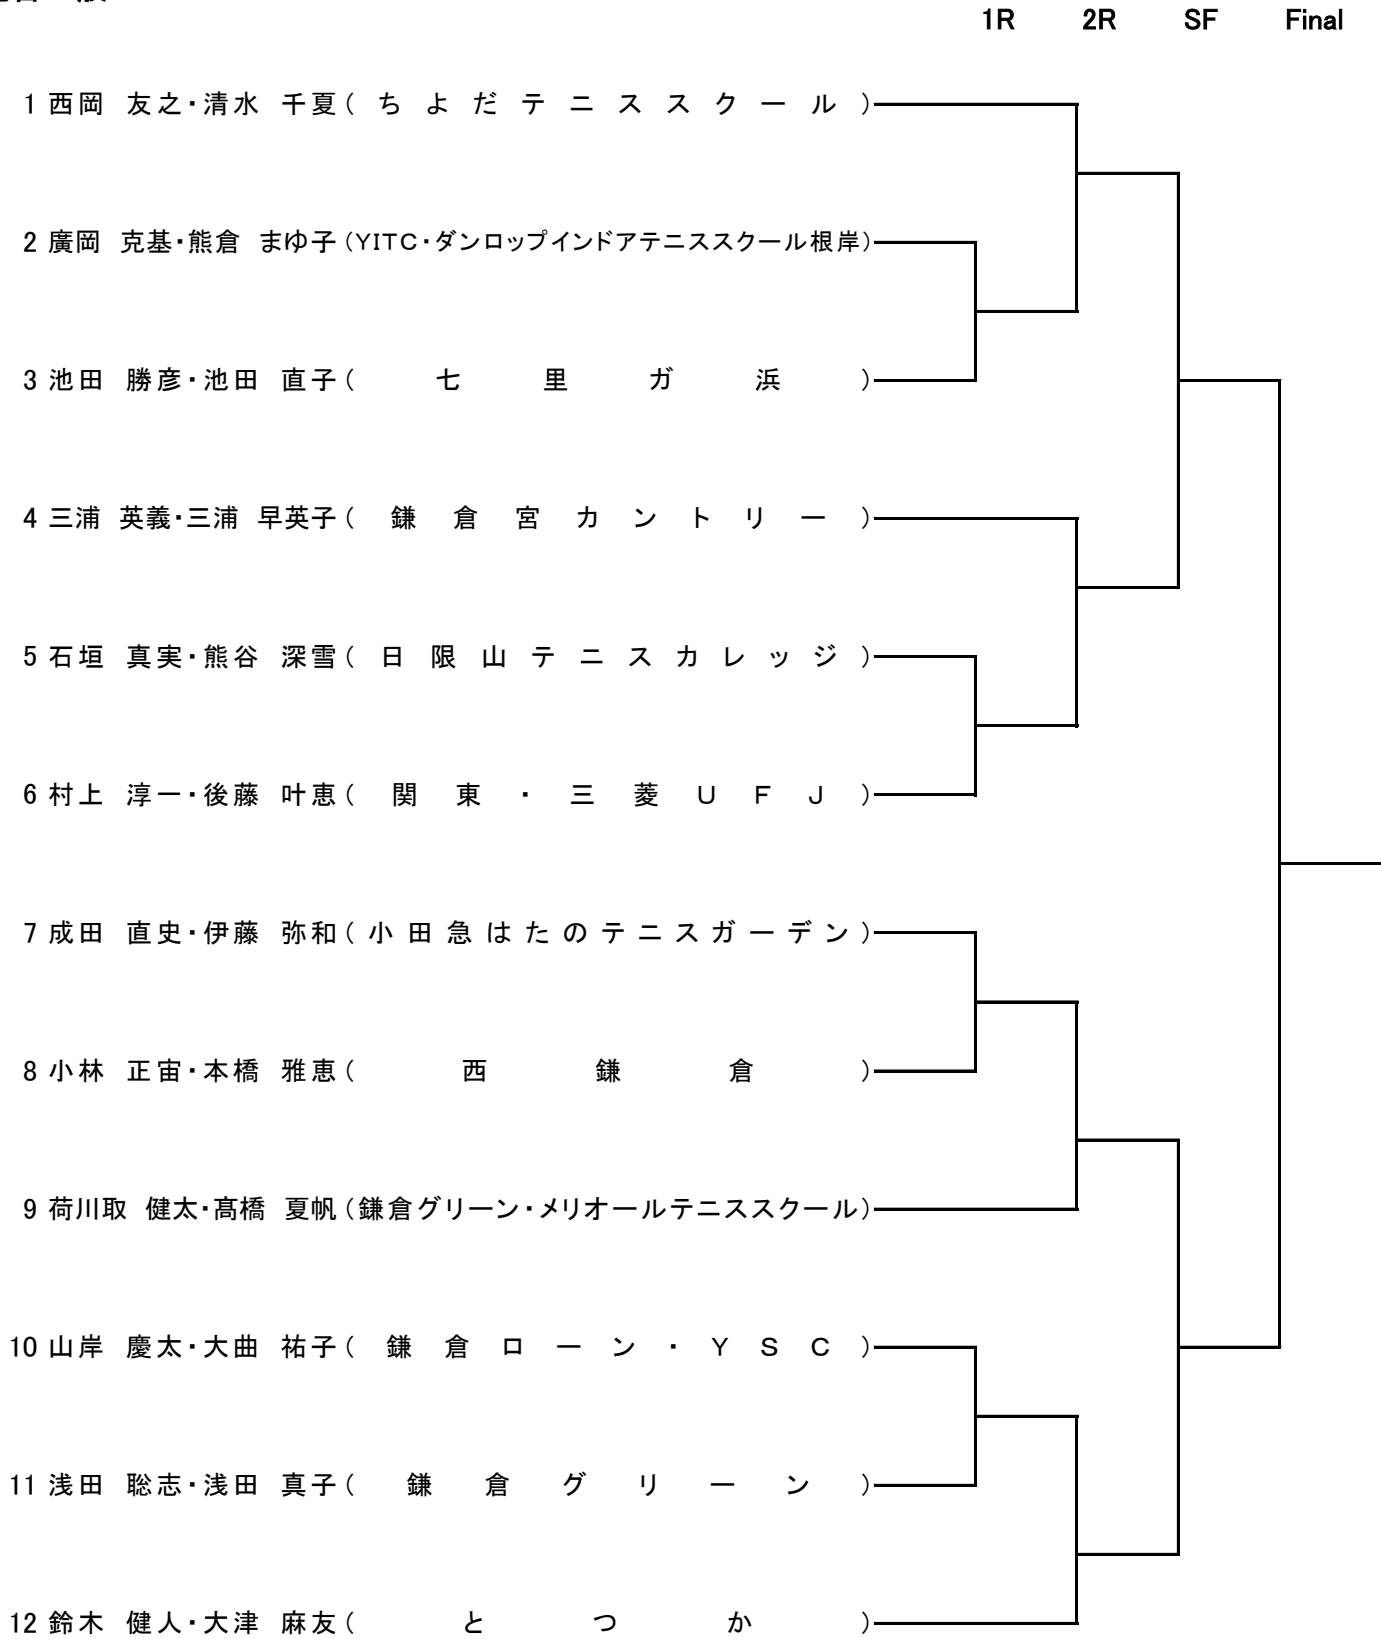 1R 2R SF Final
1 西岡 友之・清水 千夏(ちよだテニススクール)
2 廣岡 克基・熊倉 まゆ子(YITC・ダンロップインドアテニススクール根岸)
3 池田 勝彦・池田 直子(七里ガ浜)
4 三浦 英義・三浦 早英子(鎌倉宮カントリー)
5 石垣 真実・熊谷 深雪(日限山テニスカレッジ)
6 村上 淳一・後藤 叶恵(関東・三菱UFJ)
7 成田 直史・伊藤 弥和(小田急はたのテニスガーデン)
8 小林 正宙・本橋 雅恵(西鎌倉)
9 荷川取 健太・髙橋 夏帆(鎌倉グリーン・メリオールテニススクール)
10 山岸 慶太・大曲 祐子(鎌倉ローン・YSC)
11 浅田 聡志・浅田 真子(鎌倉グリーン)
12 鈴木 健人・大津 麻友(とつか)